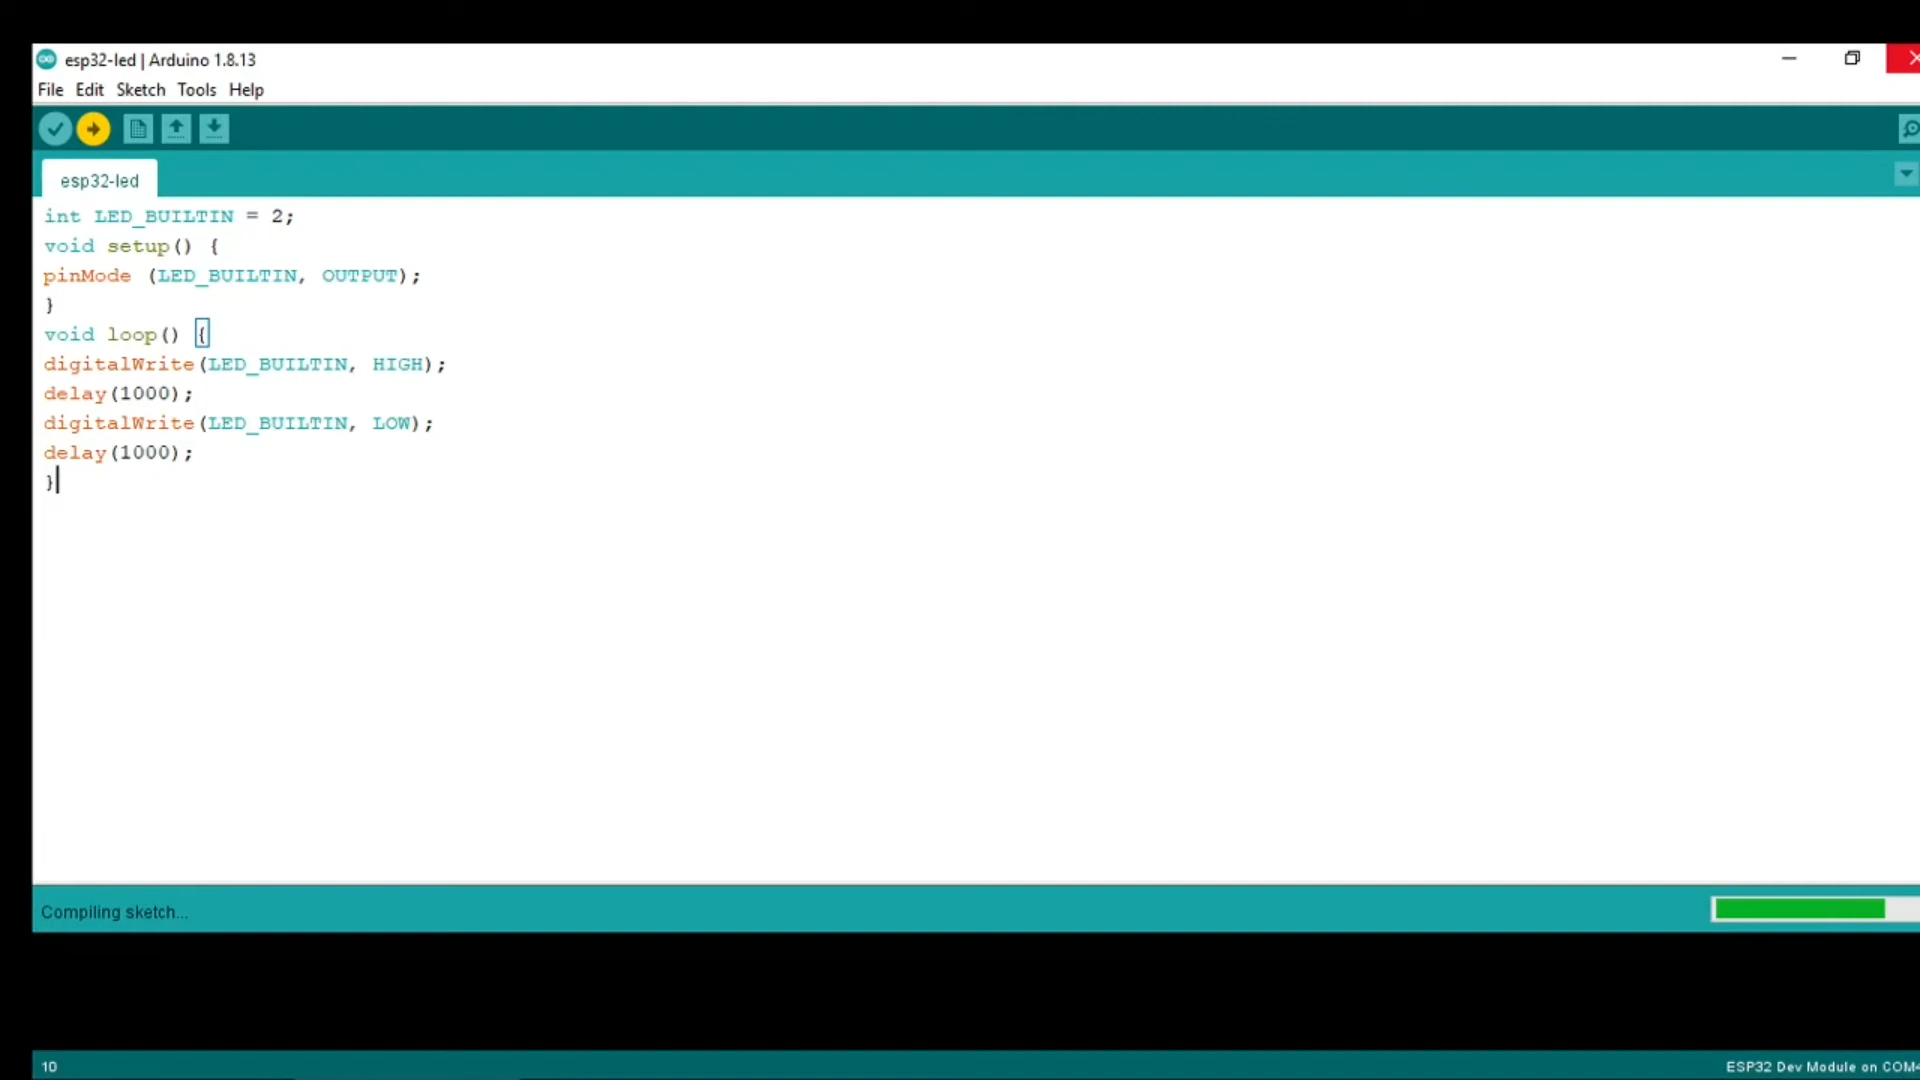 esp32-led | Arduino 1.8.13
File Edit Sketch Tools Help
esp32-led
int LED_BUILTIN = 2;
void setup() {
pinMode (LED_BUILTIN, OUTPUT);
}
void loop() {
digitalWrite(LED_BUILTIN, HIGH);
delay(1000);
digitalWrite(LED_BUILTIN, LOW);
delay(1000);
}
Compiling sketch...
10
ESP32 Dev Module on